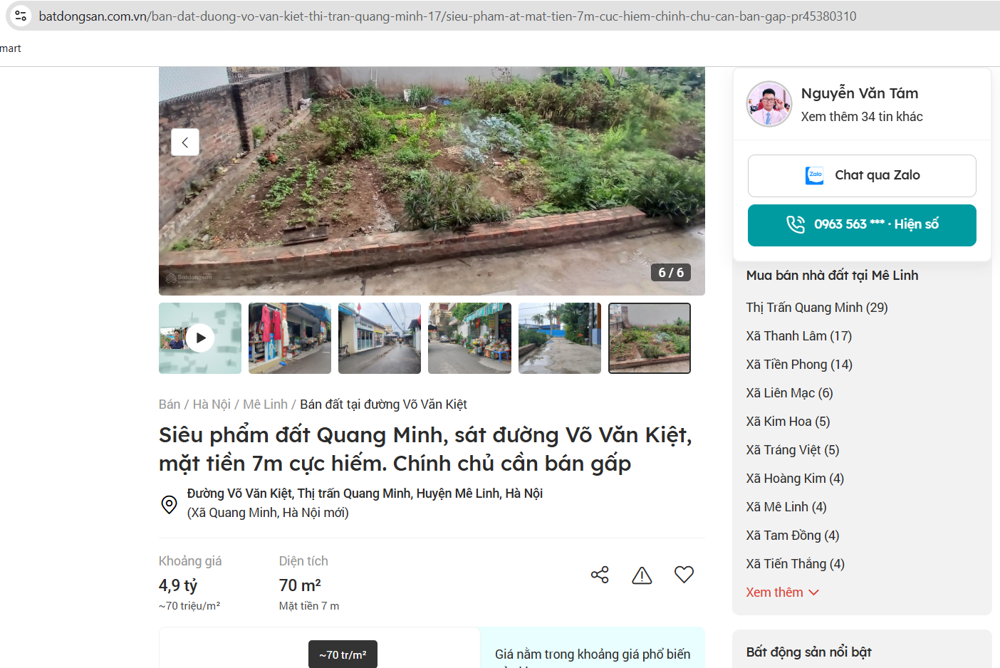 batdongsan.com.vn/ban-dat-duong-vo-van-kiet-thi-tran-quang-minh-17/sieu-pham-at-mat-tien-7m-cuc-hiem-chinh-chu-can-ban-gap-pr45380310
mart
Batdongsan
6 / 6
Bán / Hà Nội / Mê Linh / Bán đất tại đường Võ Văn Kiệt
Siêu phẩm đất Quang Minh, sát đường Võ Văn Kiệt,
mặt tiền 7m cực hiếm. Chính chủ cần bán gấp
Đường Võ Văn Kiệt, Thị trấn Quang Minh, Huyện Mê Linh, Hà Nội
(Xã Quang Minh, Hà Nội mới)
Khoảng giá
4,9 tỷ
~70 triệu/m²
Diện tích
70 m²
Mặt tiền 7 m
~70 tr/m²
Giá nằm trong khoảng giá phổ biến
Nguyễn Văn Tám
Xem thêm 34 tin khác
Zalo
Chat qua Zalo
0963 563 *** · Hiện số
Mua bán nhà đất tại Mê Linh
Thị Trấn Quang Minh (29)
Xã Thanh Lâm (17)
Xã Tiền Phong (14)
Xã Liên Mạc (6)
Xã Kim Hoa (5)
Xã Tráng Việt (5)
Xã Hoàng Kim (4)
Xã Mê Linh (4)
Xã Tam Đồng (4)
Xã Tiến Thắng (4)
Xem thêm
Bất động sản nổi bật